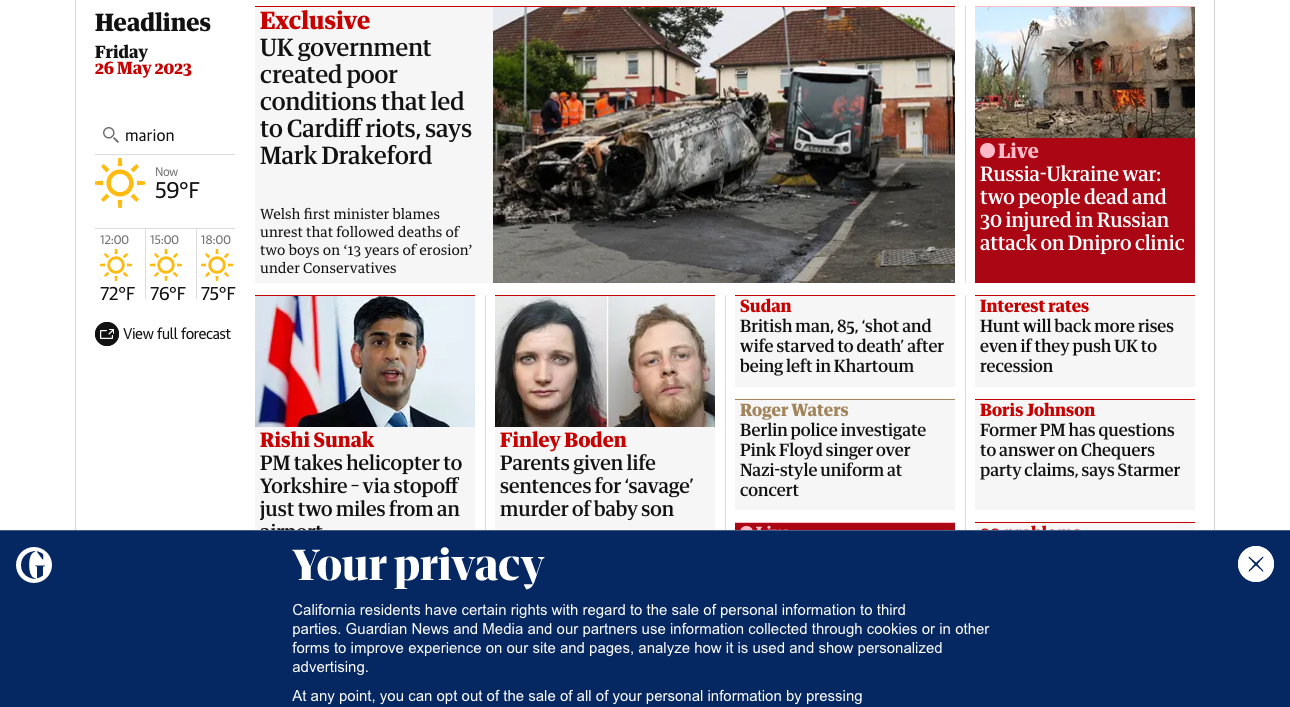 Headlines
Friday
26 May 2023
marion
Now
59°F
12:00
15:00
18:00
72°F
76°F
75°F
View full forecast
Exclusive
UK government
created poor
conditions that led
to Cardiff riots, says
Mark Drakeford
Welsh first minister blames
unrest that followed deaths of
two boys on ‘13 years of erosion’
under Conservatives
Live
Russia-Ukraine war:
two people dead and
30 injured in Russian
attack on Dnipro clinic
Rishi Sunak
PM takes helicopter to
Yorkshire – via stopoff
just two miles from an
airport
Finley Boden
Parents given life
sentences for ‘savage’
murder of baby son
Sudan
British man, 85, ‘shot and
wife starved to death’ after
being left in Khartoum
Roger Waters
Berlin police investigate
Pink Floyd singer over
Nazi-style uniform at
concert
Live
Interest rates
Hunt will back more rises
even if they push UK to
recession
Boris Johnson
Former PM has questions
to answer on Chequers
party claims, says Starmer
G
Your privacy
California residents have certain rights with regard to the sale of personal information to third
parties. Guardian News and Media and our partners use information collected through cookies or in other
forms to improve experience on our site and pages, analyze how it is used and show personalized
advertising.
At any point, you can opt out of the sale of all of your personal information by pressing